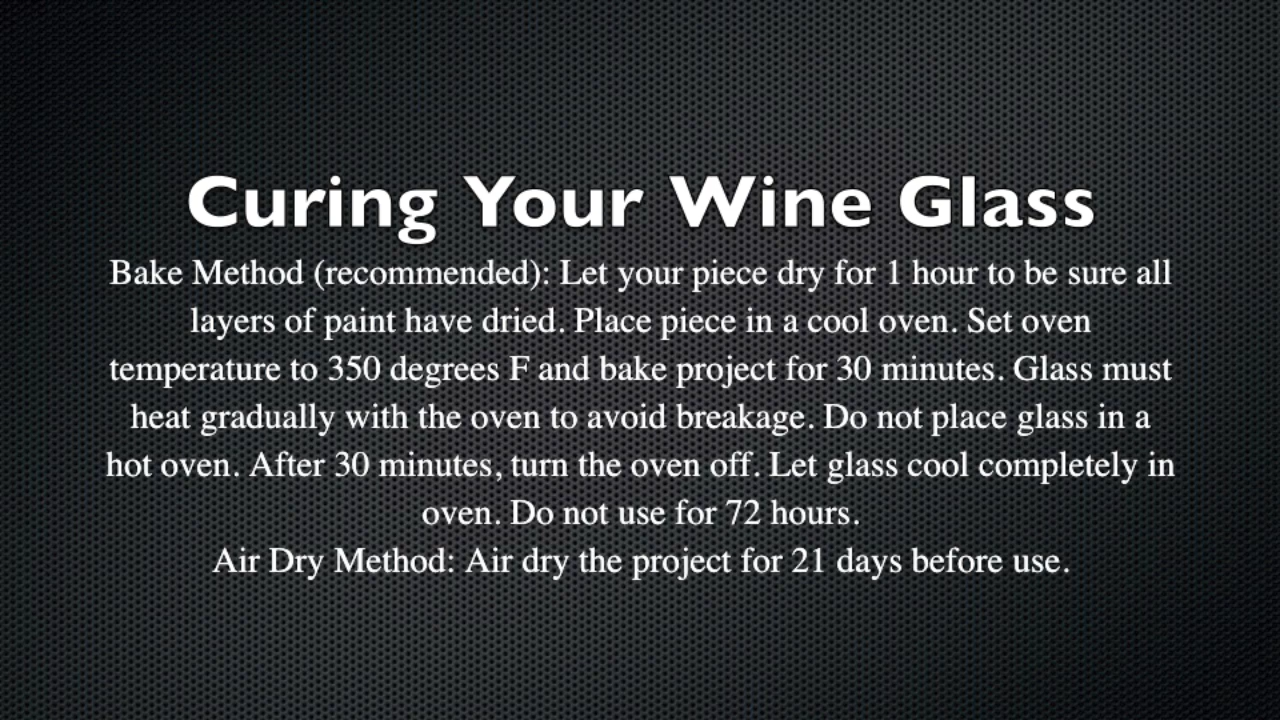 Curing Your Wine Glass
Bake Method (recommended): Let your piece dry for 1 hour to be sure all
layers of paint have dried. Place piece in a cool oven. Set oven
temperature to 350 degrees F and bake project for 30 minutes. Glass must
heat gradually with the oven to avoid breakage. Do not place glass in a
hot oven. After 30 minutes, turn the oven off. Let glass cool completely in
oven. Do not use for 72 hours.
Air Dry Method: Air dry the project for 21 days before use.